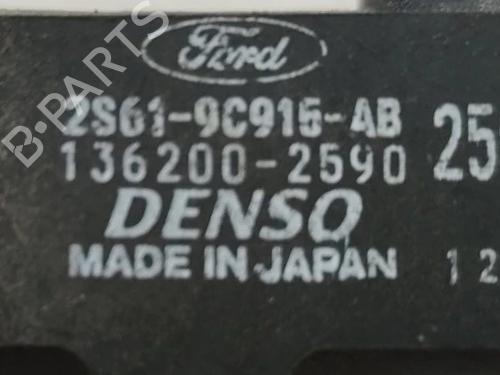 Ford
2S61-9C915-AB 25
136200-2590
DENSO
MADE IN JAPAN 12
B-PARTS